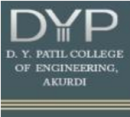 DYP
D. Y. PATIL COLLEGE
OF ENGINEERING,
AKURDI